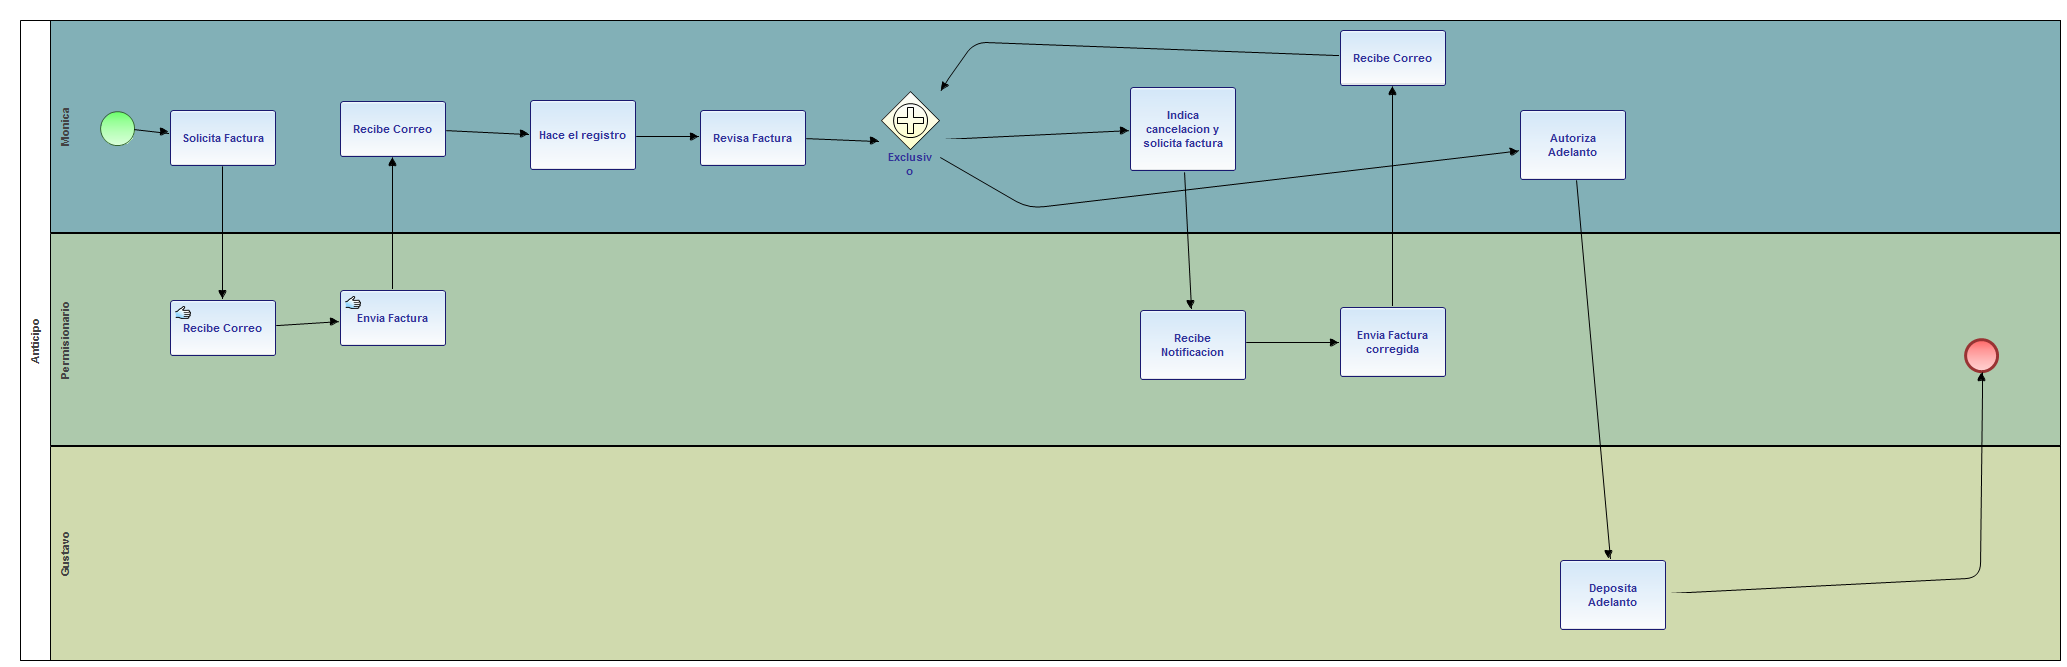 Anticipo
Monica
Solicita Factura
Recibe Correo
Hace el registro
Revisa Factura
Exclusiv
o
Indica
cancelacion y
solicita factura
Recibe Correo
Autoriza
Adelanto
Permisionario
Recibe Correo
Envia Factura
Recibe
Notificacion
Envia Factura
corregida
Gustavo
Deposita
Adelanto